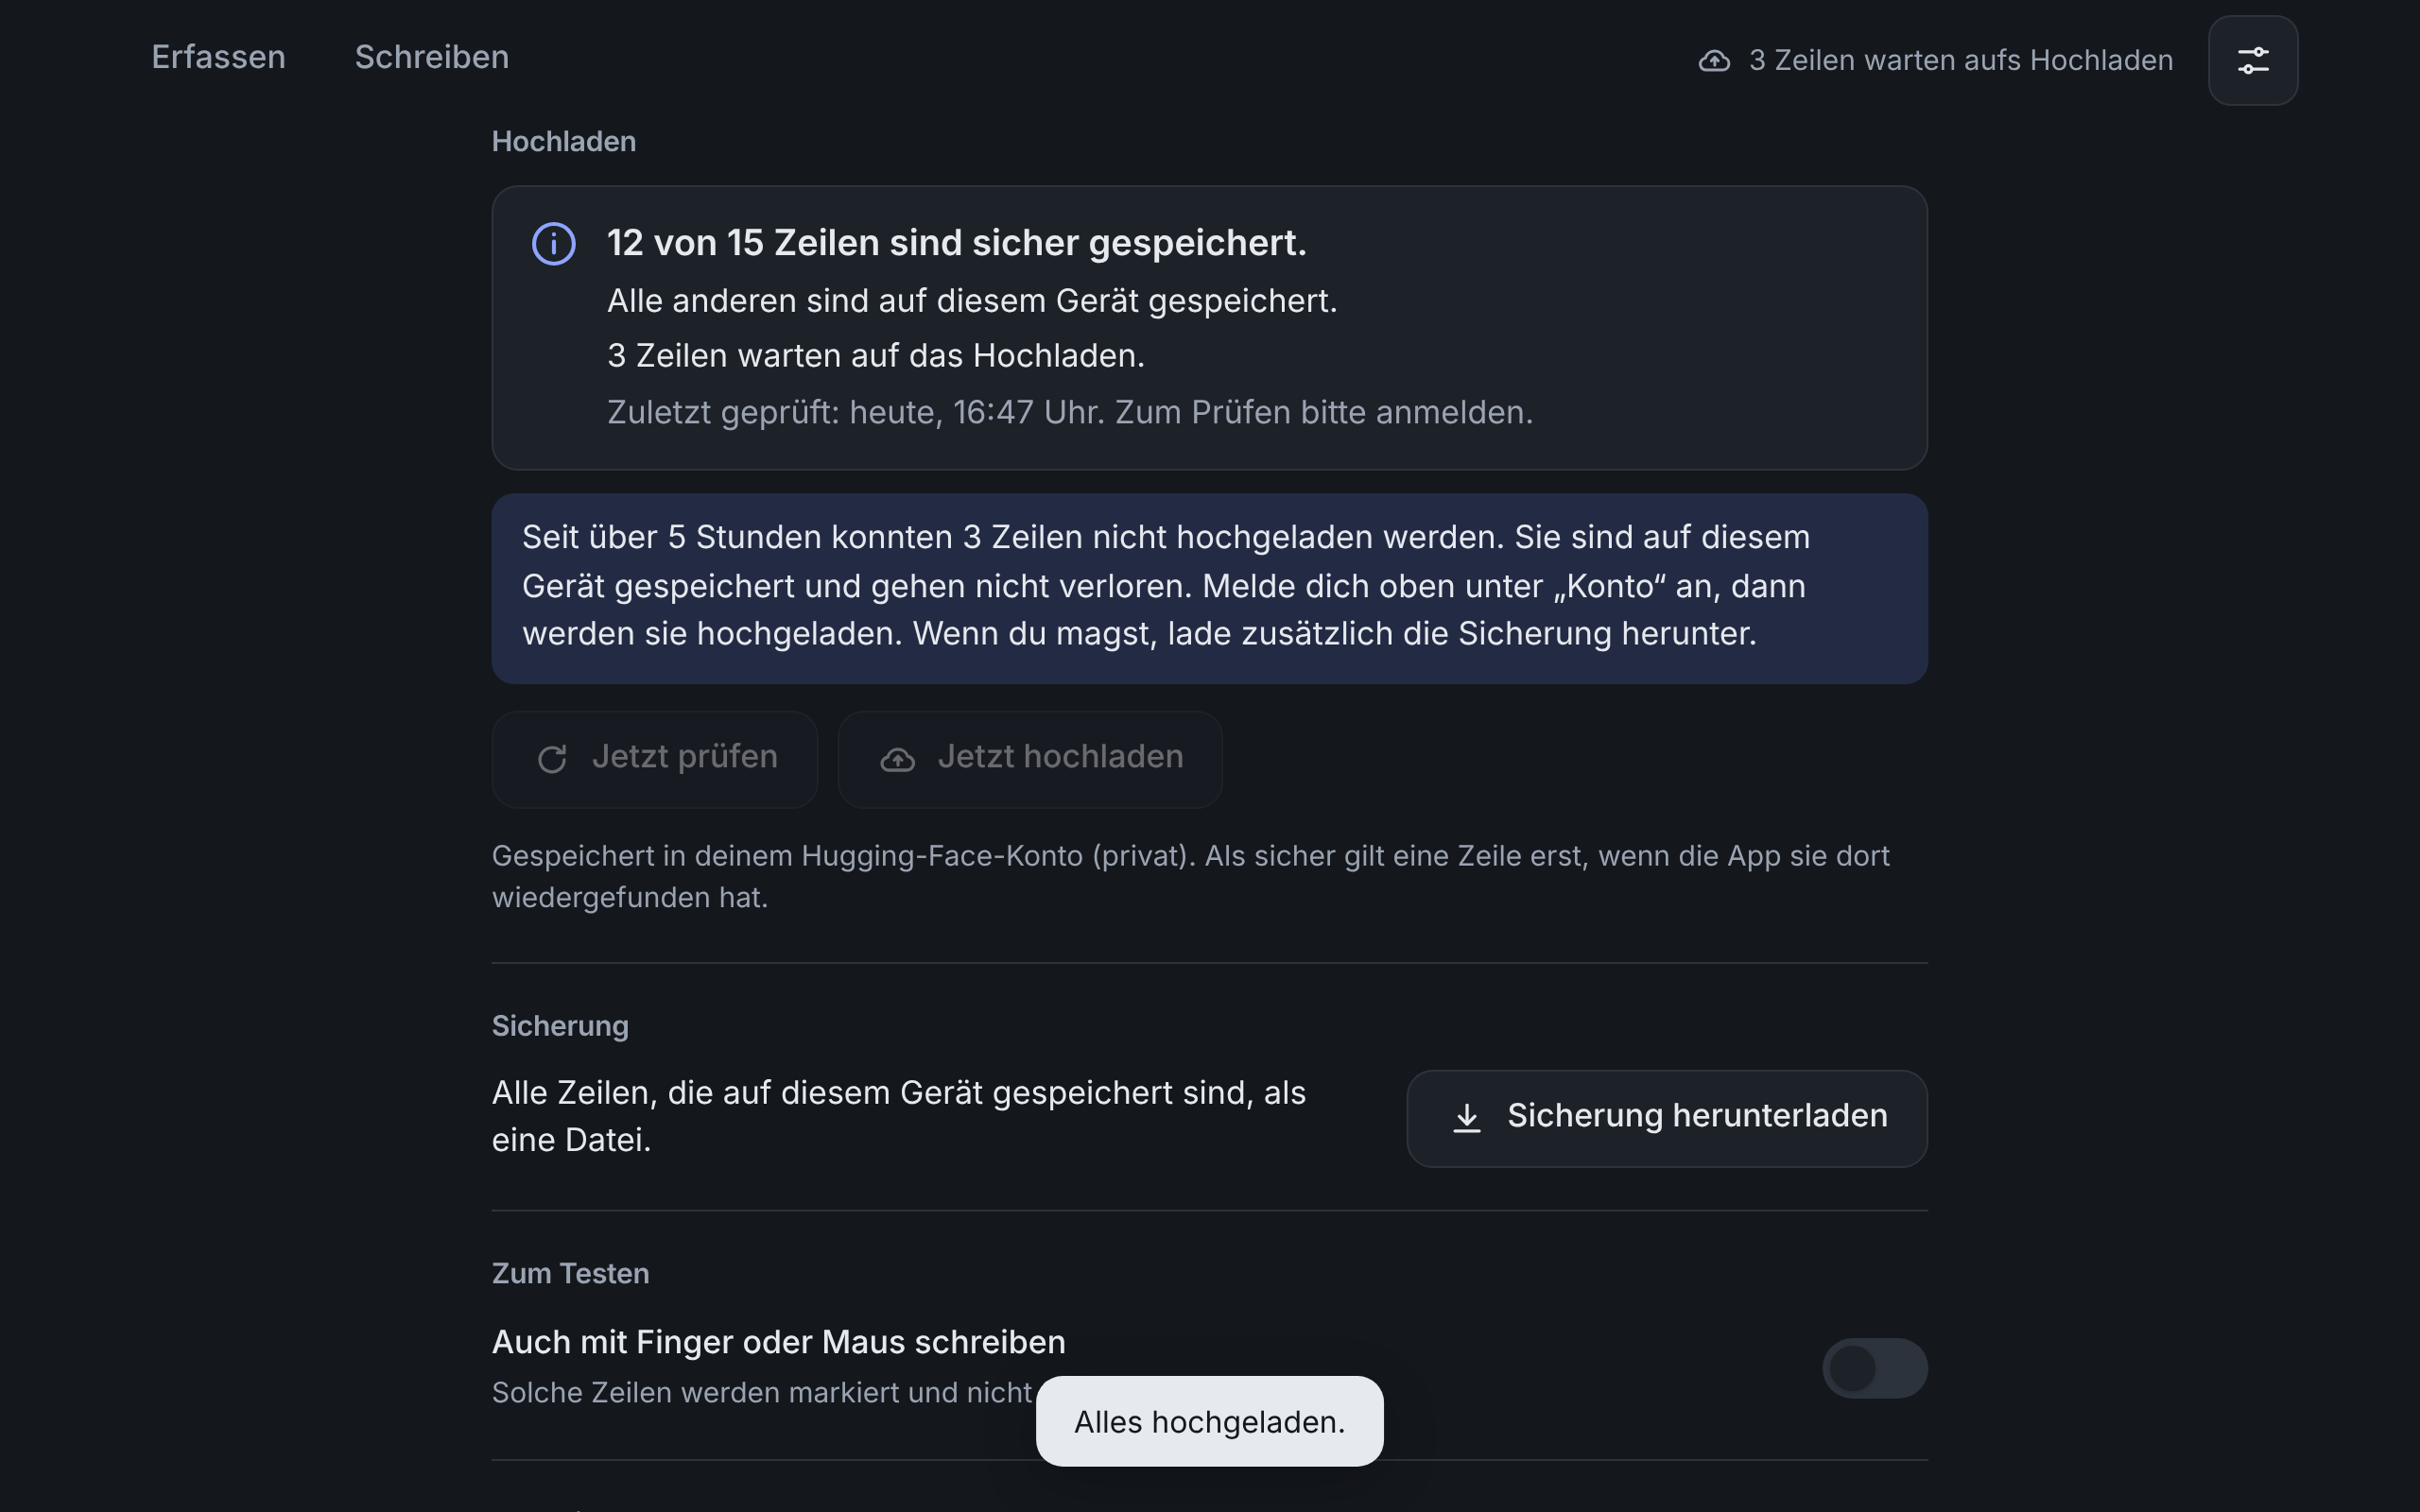 Erfassen
Schreiben
3 Zeilen warten aufs Hochladen
Hochladen
12 von 15 Zeilen sind sicher gespeichert.
Alle anderen sind auf diesem Gerät gespeichert.
3 Zeilen warten auf das Hochladen.
Zuletzt geprüft: heute, 16:47 Uhr. Zum Prüfen bitte anmelden.
Seit über 5 Stunden konnten 3 Zeilen nicht hochgeladen werden. Sie sind auf diesem
Gerät gespeichert und gehen nicht verloren. Melde dich oben unter „Konto“ an, dann
werden sie hochgeladen. Wenn du magst, lade zusätzlich die Sicherung herunter.
Jetzt prüfen
Jetzt hochladen
Gespeichert in deinem Hugging-Face-Konto (privat). Als sicher gilt eine Zeile erst, wenn die App sie dort
wiedergefunden hat.
Sicherung
Alle Zeilen, die auf diesem Gerät gespeichert sind, als
eine Datei.
Sicherung herunterladen
Zum Testen
Auch mit Finger oder Maus schreiben
Solche Zeilen werden markiert und nicht
Alles hochgeladen.